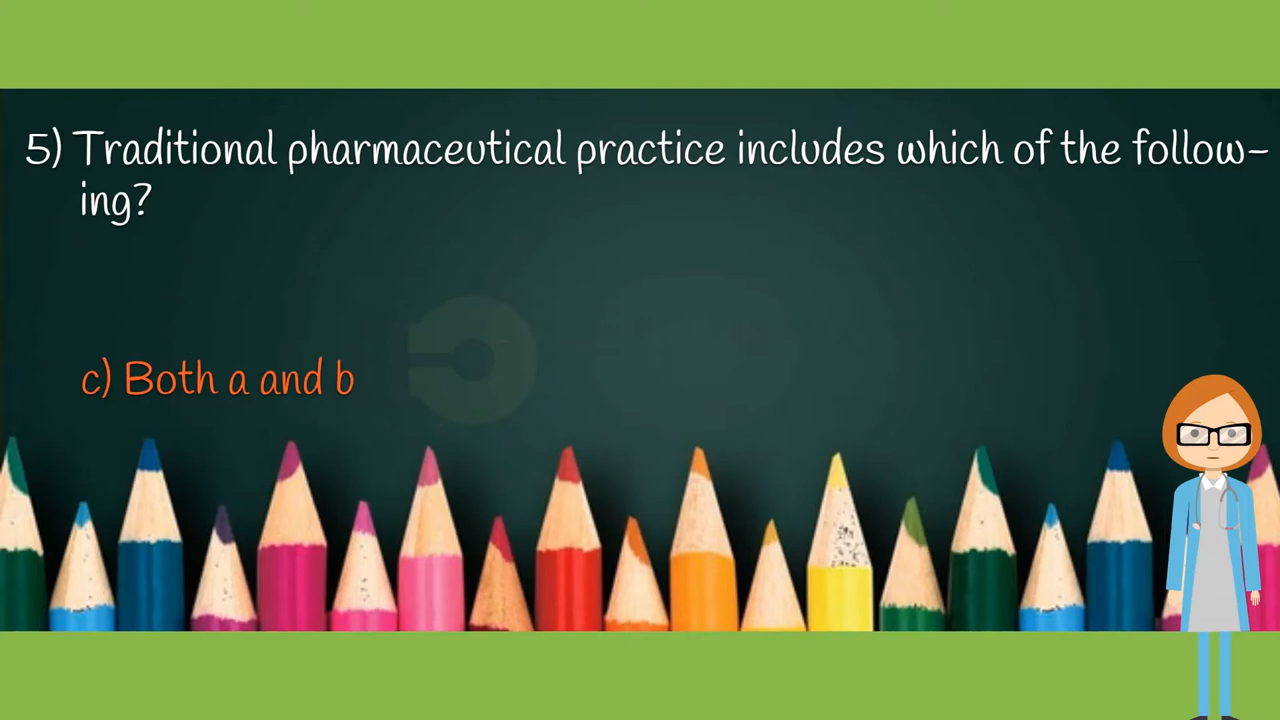 5) Traditional pharmaceutical practice includes which of the follow-
ing?
c) Both a and b